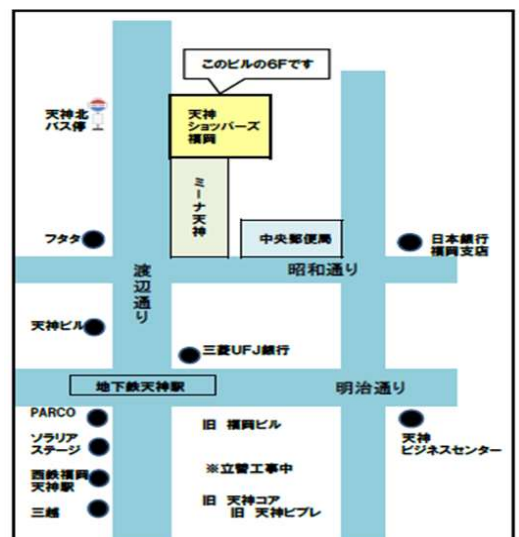 このビルの6Fです
天神北
バス停
天神
ショッパーズ
福岡
ミーナ天神
フタタ
中央郵便局
日本銀行
福岡支店
渡辺通り
昭和通り
天神ビル
三菱UFJ銀行
地下鉄天神駅
明治通り
PARCO
旧 福岡ビル
天神
ビジネスセンター
ソラリア
ステージ
西鉄福岡
天神駅
※立替工事中
三越
旧 天神コア
旧 天神ビブレ